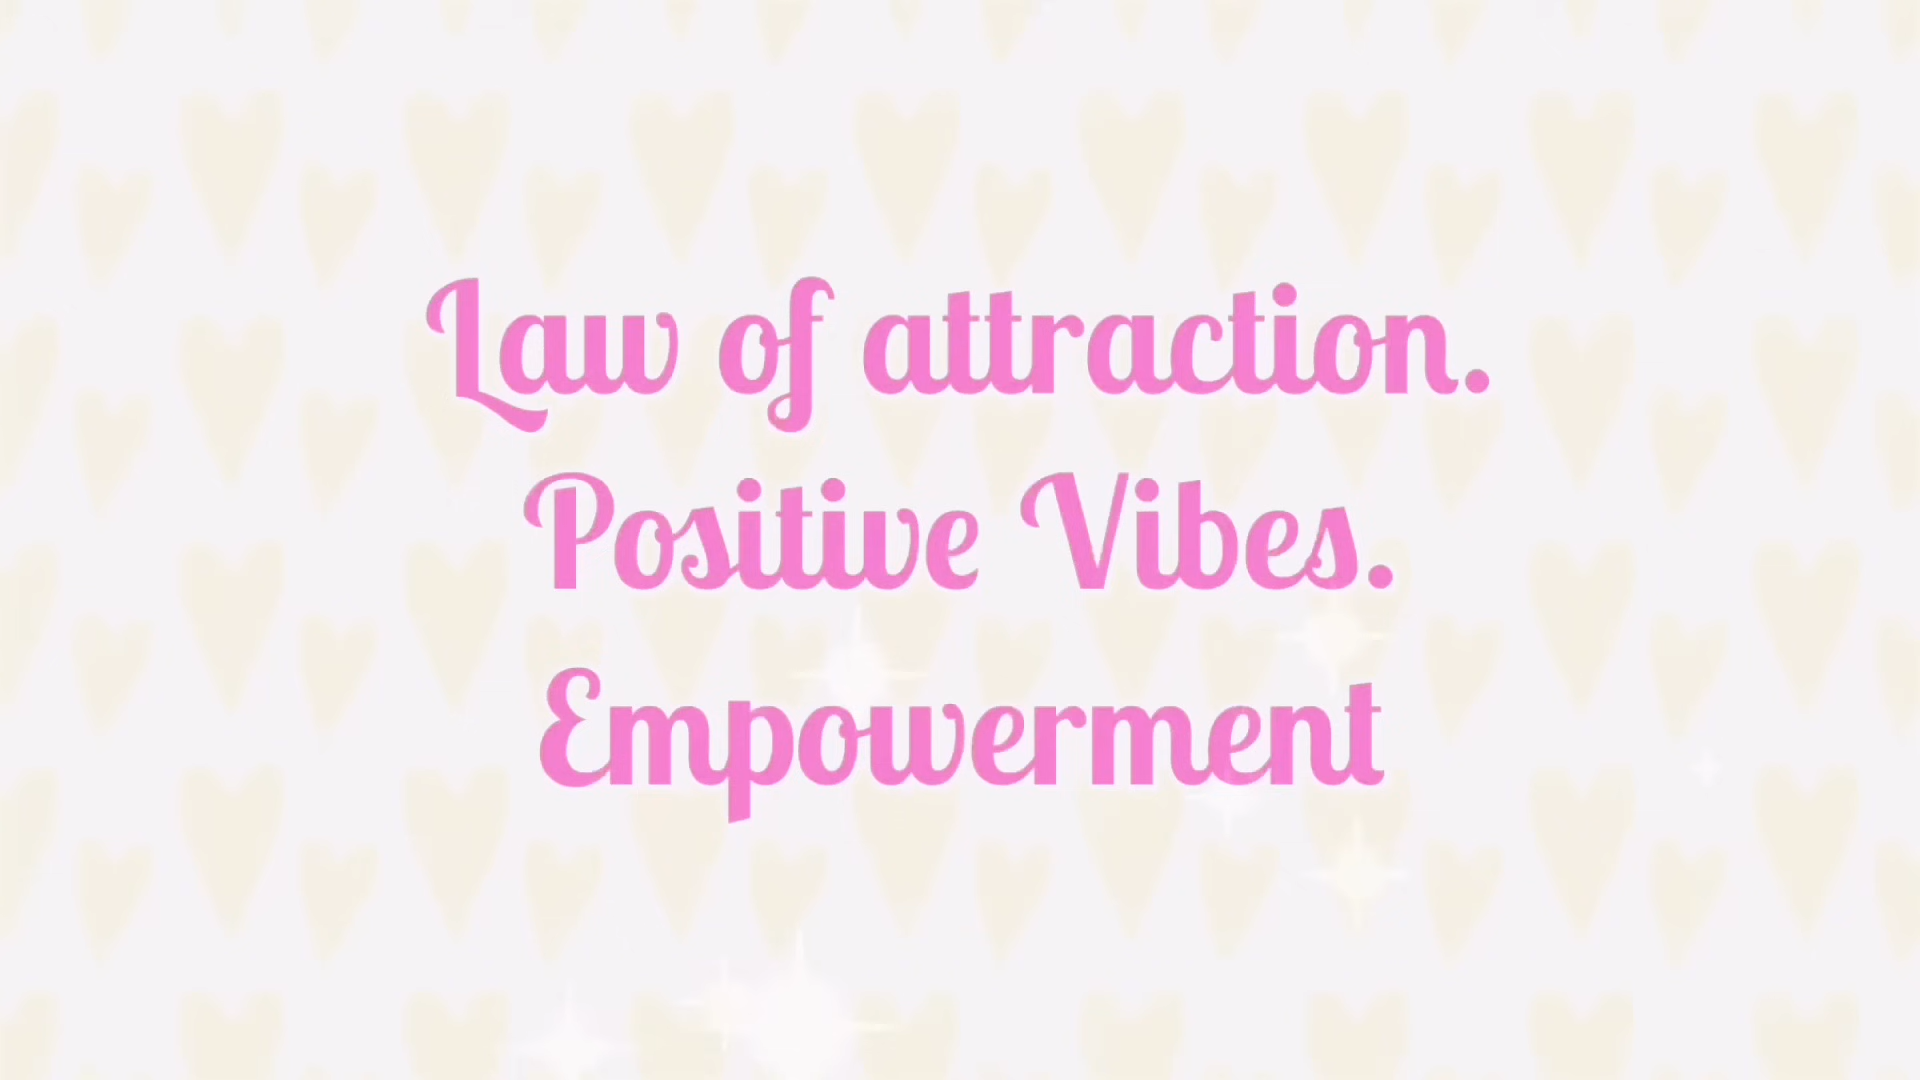 Law of attraction.
Positive Vibes.
Empowerment